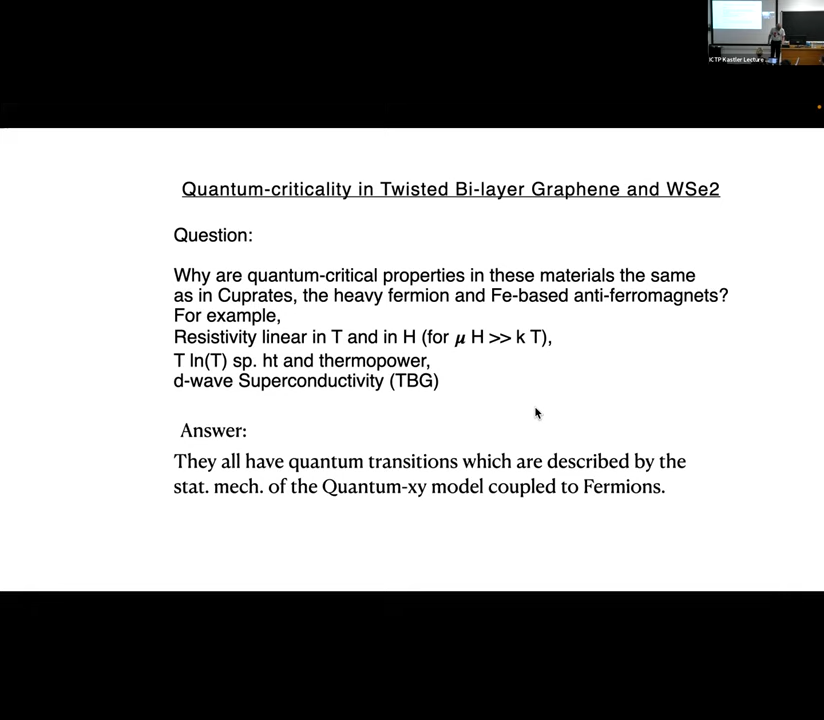 ICTP Kastler Lecture
Quantum-criticality in Twisted Bi-layer Graphene and WSe2
Question:
Why are quantum-critical properties in these materials the same
as in Cuprates, the heavy fermion and Fe-based anti-ferromagnets?
For example,
Resistivity linear in T and in H (for μ H >> k T),
T ln(T) sp. ht and thermopower,
d-wave Superconductivity (TBG)
Answer:
They all have quantum transitions which are described by the
stat. mech. of the Quantum-xy model coupled to Fermions.